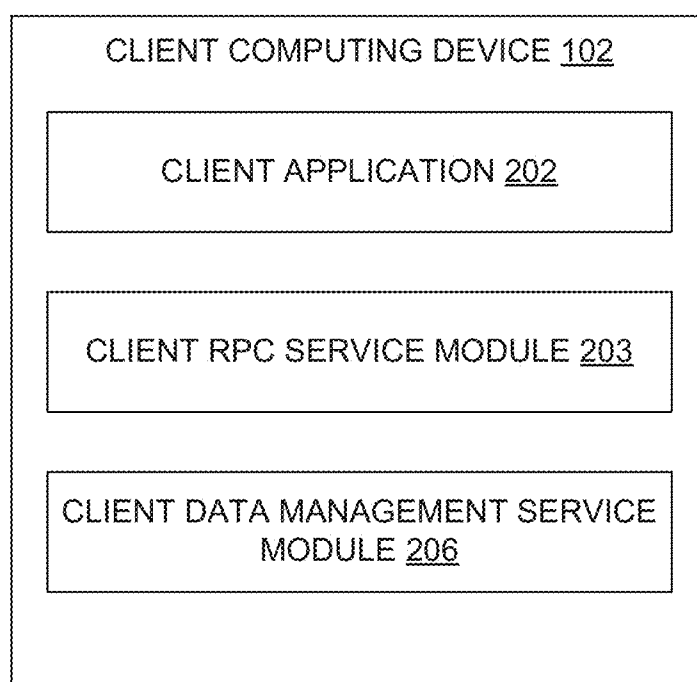 CLIENT COMPUTING DEVICE 102
CLIENT APPLICATION 202
CLIENT RPC SERVICE MODULE 203
CLIENT DATA MANAGEMENT SERVICE
MODULE 206